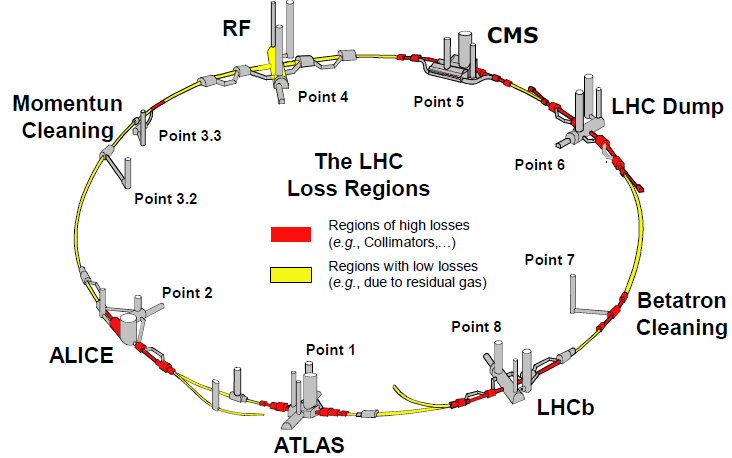 RF
CMS
Point 4
Point 5
Momentun
Cleaning
Point 3.3
LHC Dump
Point 6
The LHC
Loss Regions
Point 3.2
Regions of high losses
(e.g., Collimators,...)
Regions with low losses
(e.g., due to residual gas)
Point 7
Point 2
Betatron
Cleaning
Point 8
ALICE
Point 1
LHCb
ATLAS